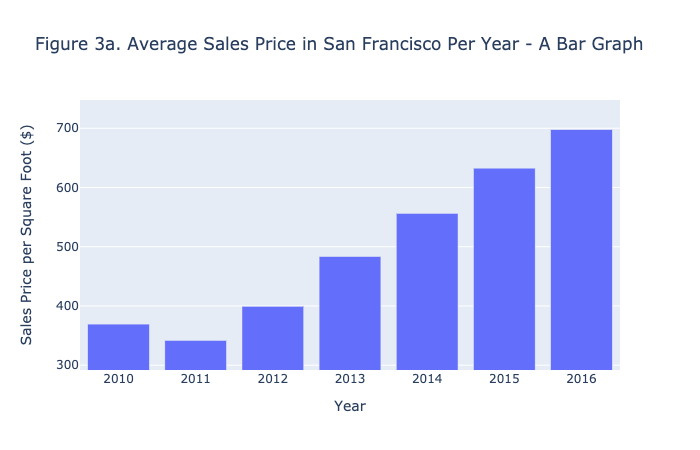 Figure 3a. Average Sales Price in San Francisco Per Year - A Bar Graph
Sales Price per Square Foot ($)
700
600
500
400
300
2010 2011 2012 2013 2014 2015 2016
Year